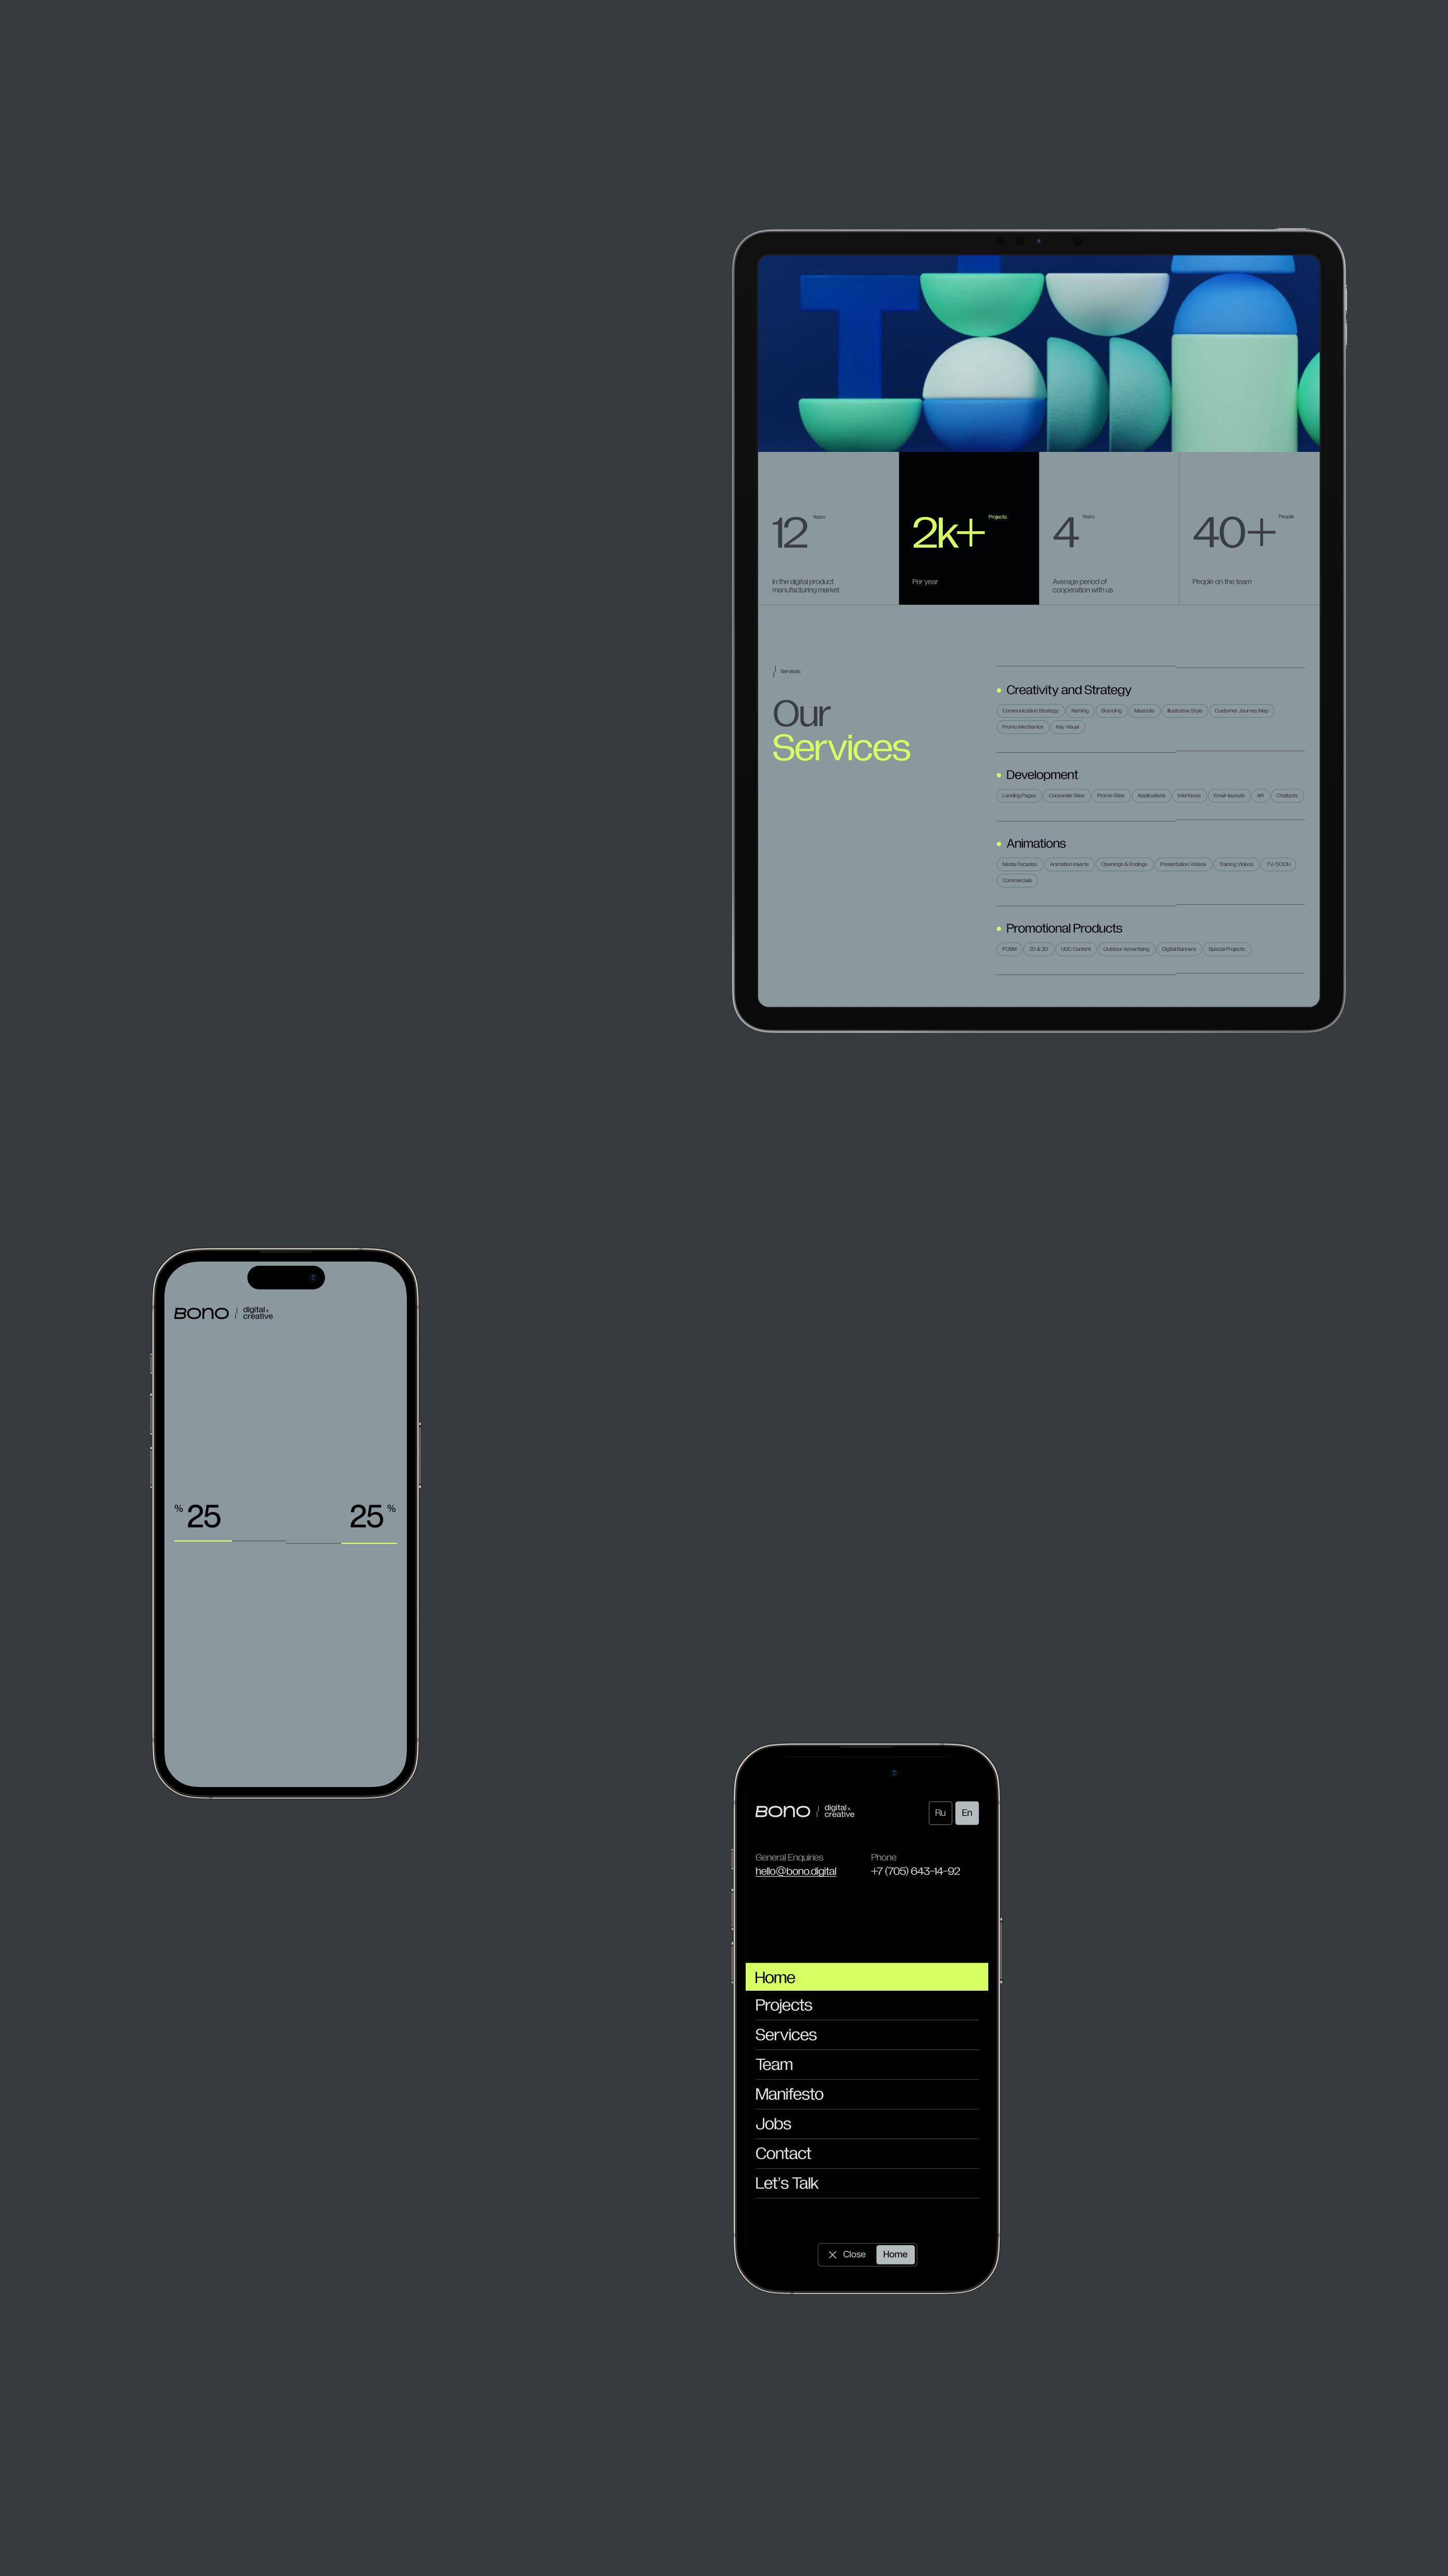 12 Years
In the digital product
manufacturing market
2k+ Projects
Per year
4 Years
Average period of
cooperation with us
40+ People
People on the team
Services
Our
Services
Creativity and Strategy
Communication Strategy Naming Branding Mascots Illustrative Style Customer Journey Map
Promo Mechanics Key Visual
Development
Landing Pages Corporate Sites Promo Sites Applications Interfaces Email-layouts AR Chatbots
Animations
Media Facades Animation Inserts Openings & Endings Presentation Videos Training Videos TV/DOOH
Commercials
Promotional Products
POSM 2D & 3D UGC Content Outdoor Advertising Digital Banners Special Projects
BONO digital &
creative
% 25 25 %
BONO digital &
creative
Ru En
General Enquiries
hello@bono.digital
Phone
+7 (705) 643-14-92
Home
Projects
Services
Team
Manifesto
Jobs
Contact
Let's Talk
Close Home